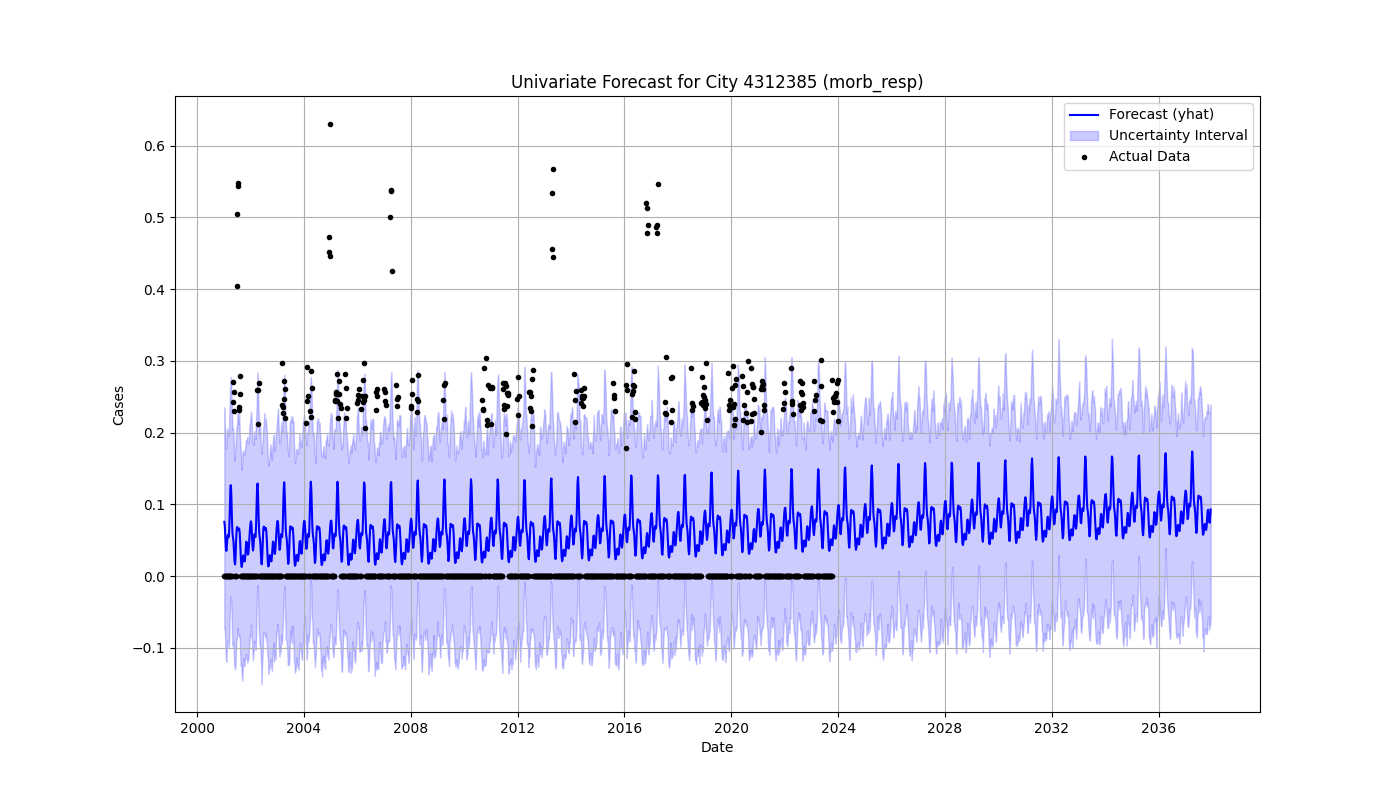 Univariate Forecast for City 4312385 (morb_resp)
Forecast (yhat)
Uncertainty Interval
Actual Data
Cases
0.6
0.5
0.4
0.3
0.2
0.1
0.0
−0.1
2000 2004 2008 2012 2016 2020 2024 2028 2032 2036
Date